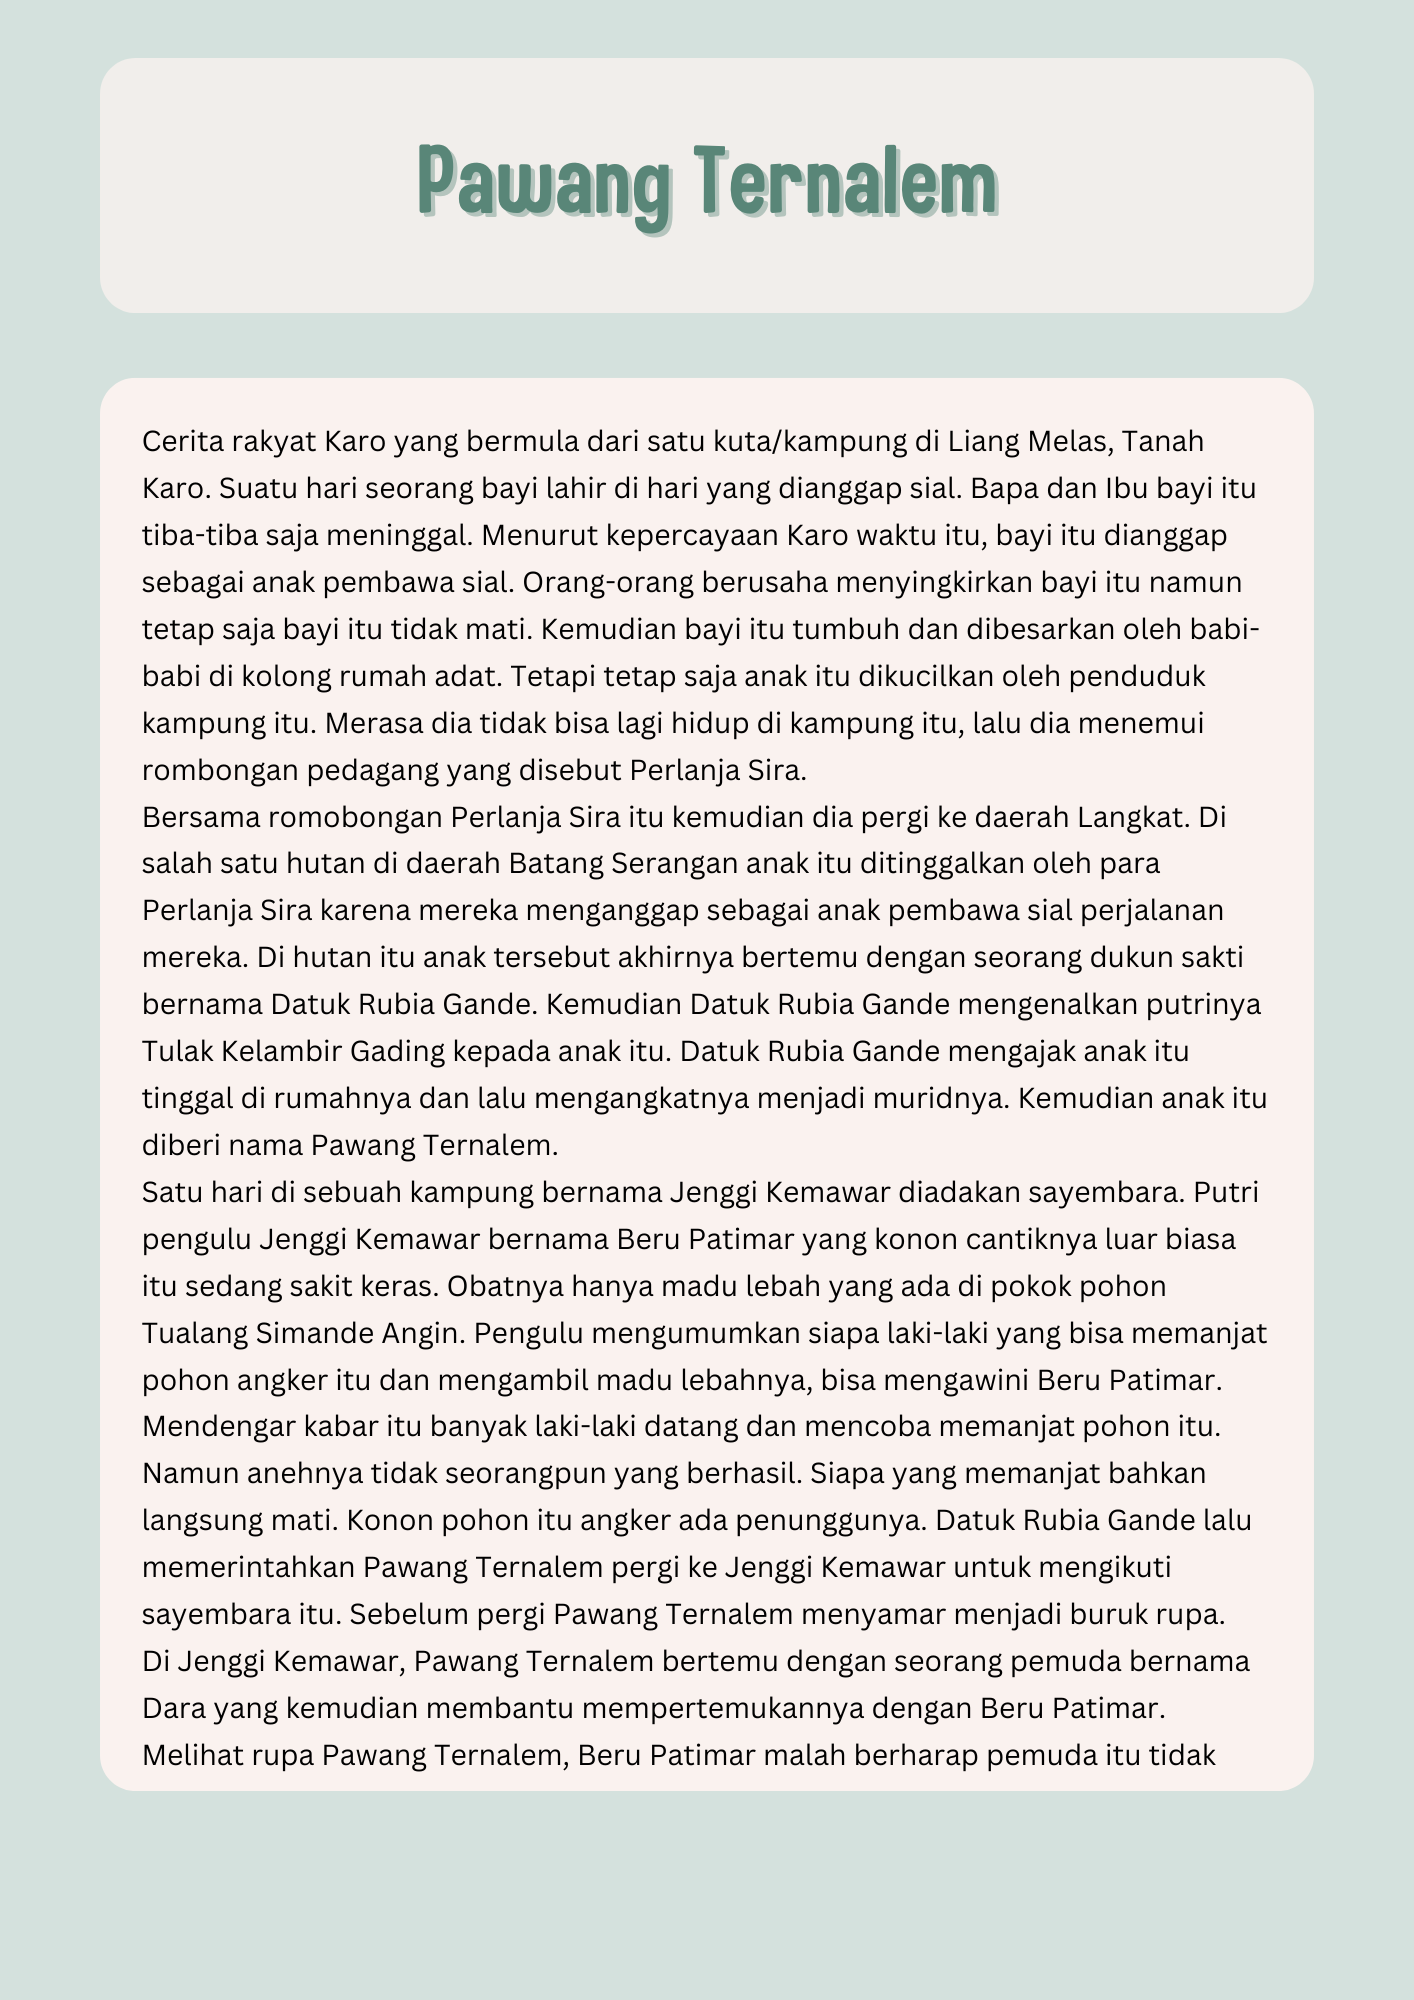 Pawang Ternalem
Cerita rakyat Karo yang bermula dari satu kuta/kampung di Liang Melas, Tanah
Karo. Suatu hari seorang bayi lahir di hari yang dianggap sial. Bapa dan Ibu bayi itu
tiba-tiba saja meninggal. Menurut kepercayaan Karo waktu itu, bayi itu dianggap
sebagai anak pembawa sial. Orang-orang berusaha menyingkirkan bayi itu namun
tetap saja bayi itu tidak mati. Kemudian bayi itu tumbuh dan dibesarkan oleh babi-
babi di kolong rumah adat. Tetapi tetap saja anak itu dikucilkan oleh penduduk
kampung itu. Merasa dia tidak bisa lagi hidup di kampung itu, lalu dia menemui
rombongan pedagang yang disebut Perlanja Sira.
Bersama romobongan Perlanja Sira itu kemudian dia pergi ke daerah Langkat. Di
salah satu hutan di daerah Batang Serangan anak itu ditinggalkan oleh para
Perlanja Sira karena mereka menganggap sebagai anak pembawa sial perjalanan
mereka. Di hutan itu anak tersebut akhirnya bertemu dengan seorang dukun sakti
bernama Datuk Rubia Gande. Kemudian Datuk Rubia Gande mengenalkan putrinya
Tulak Kelambir Gading kepada anak itu. Datuk Rubia Gande mengajak anak itu
tinggal di rumahnya dan lalu mengangkatnya menjadi muridnya. Kemudian anak itu
diberi nama Pawang Ternalem.
Satu hari di sebuah kampung bernama Jenggi Kemawar diadakan sayembara. Putri
pengulu Jenggi Kemawar bernama Beru Patimar yang konon cantiknya luar biasa
itu sedang sakit keras. Obatnya hanya madu lebah yang ada di pokok pohon
Tualang Simande Angin. Pengulu mengumumkan siapa laki-laki yang bisa memanjat
pohon angker itu dan mengambil madu lebahnya, bisa mengawini Beru Patimar.
Mendengar kabar itu banyak laki-laki datang dan mencoba memanjat pohon itu.
Namun anehnya tidak seorangpun yang berhasil. Siapa yang memanjat bahkan
langsung mati. Konon pohon itu angker ada penunggunya. Datuk Rubia Gande lalu
memerintahkan Pawang Ternalem pergi ke Jenggi Kemawar untuk mengikuti
sayembara itu. Sebelum pergi Pawang Ternalem menyamar menjadi buruk rupa.
Di Jenggi Kemawar, Pawang Ternalem bertemu dengan seorang pemuda bernama
Dara yang kemudian membantu mempertemukannya dengan Beru Patimar.
Melihat rupa Pawang Ternalem, Beru Patimar malah berharap pemuda itu tidak